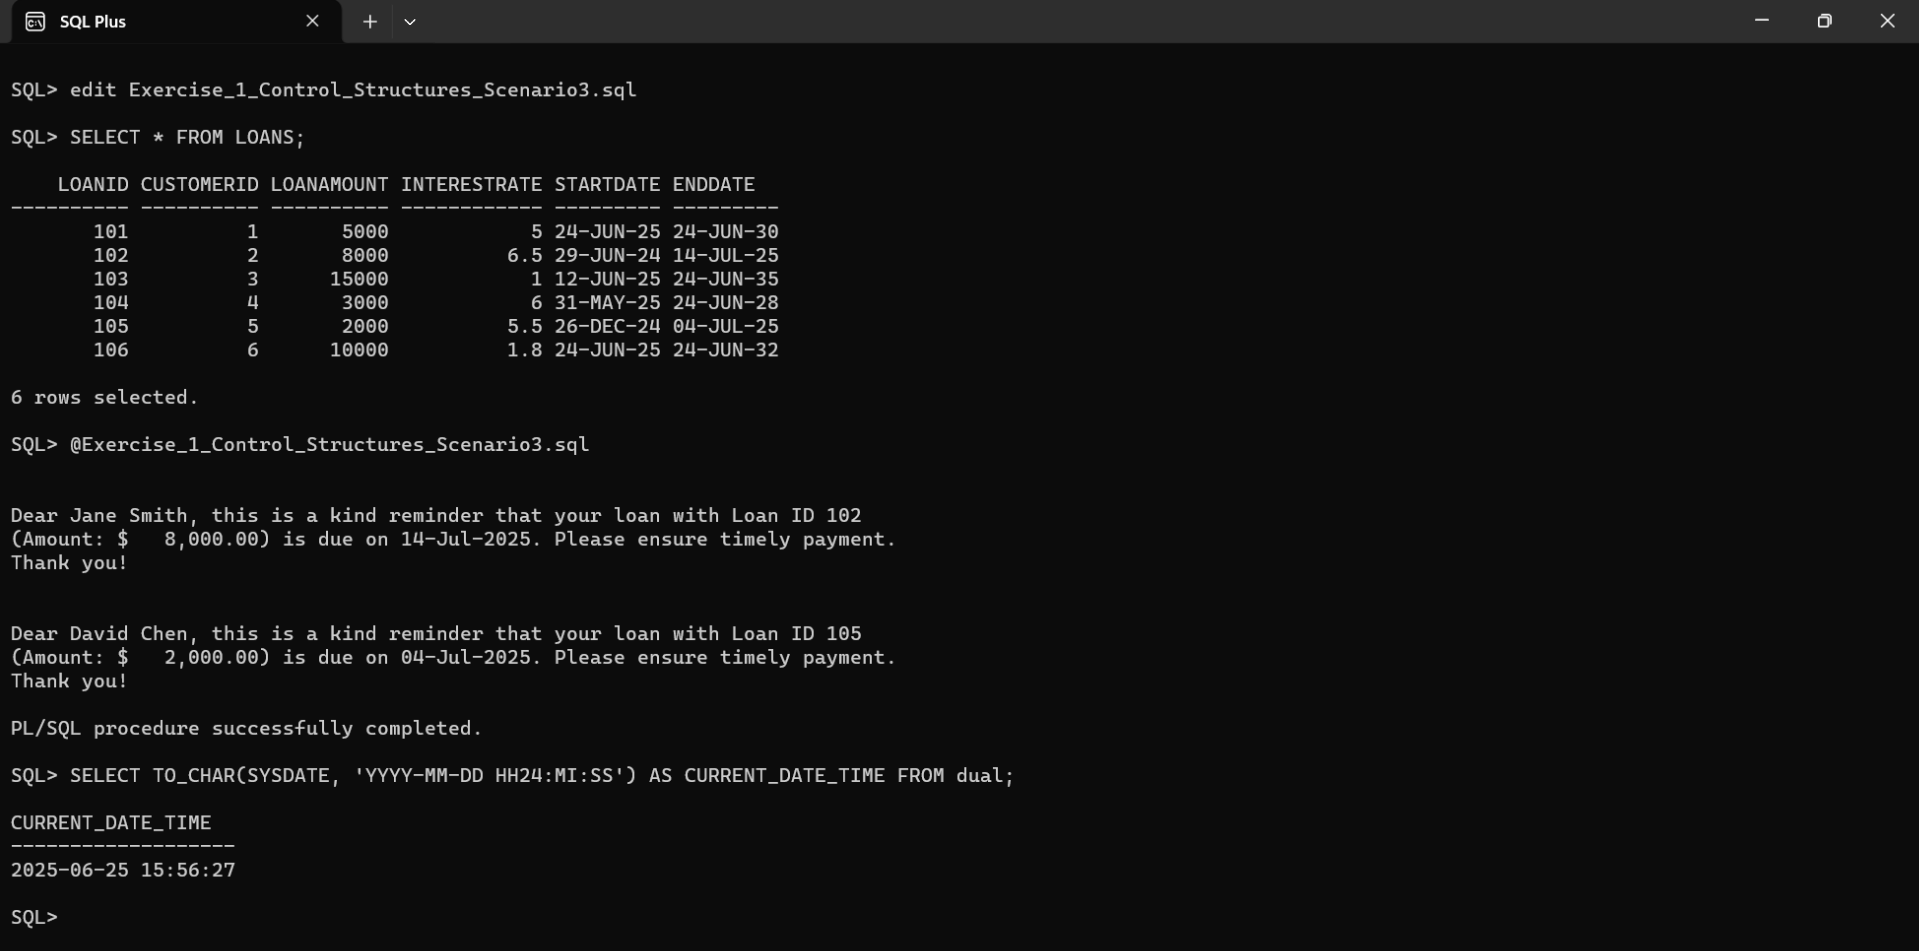 SQL Plus
SQL> edit Exercise_1_Control_Structures_Scenario3.sql
SQL> SELECT * FROM LOANS;
    LOANID CUSTOMERID LOANAMOUNT INTERESTRATE STARTDATE ENDDATE
---------- ---------- ---------- ------------ --------- ---------
       101          1       5000            5 24-JUN-25 24-JUN-30
       102          2       8000          6.5 29-JUN-24 14-JUL-25
       103          3      15000            1 12-JUN-25 24-JUN-35
       104          4       3000            6 31-MAY-25 24-JUN-28
       105          5       2000          5.5 26-DEC-24 04-JUL-25
       106          6      10000          1.8 24-JUN-25 24-JUN-32
6 rows selected.
SQL> @Exercise_1_Control_Structures_Scenario3.sql
Dear Jane Smith, this is a kind reminder that your loan with Loan ID 102
(Amount: $   8,000.00) is due on 14-Jul-2025. Please ensure timely payment.
Thank you!
Dear David Chen, this is a kind reminder that your loan with Loan ID 105
(Amount: $   2,000.00) is due on 04-Jul-2025. Please ensure timely payment.
Thank you!
PL/SQL procedure successfully completed.
SQL> SELECT TO_CHAR(SYSDATE, 'YYYY-MM-DD HH24:MI:SS') AS CURRENT_DATE_TIME FROM dual;
CURRENT_DATE_TIME
-------------------
2025-06-25 15:56:27
SQL>